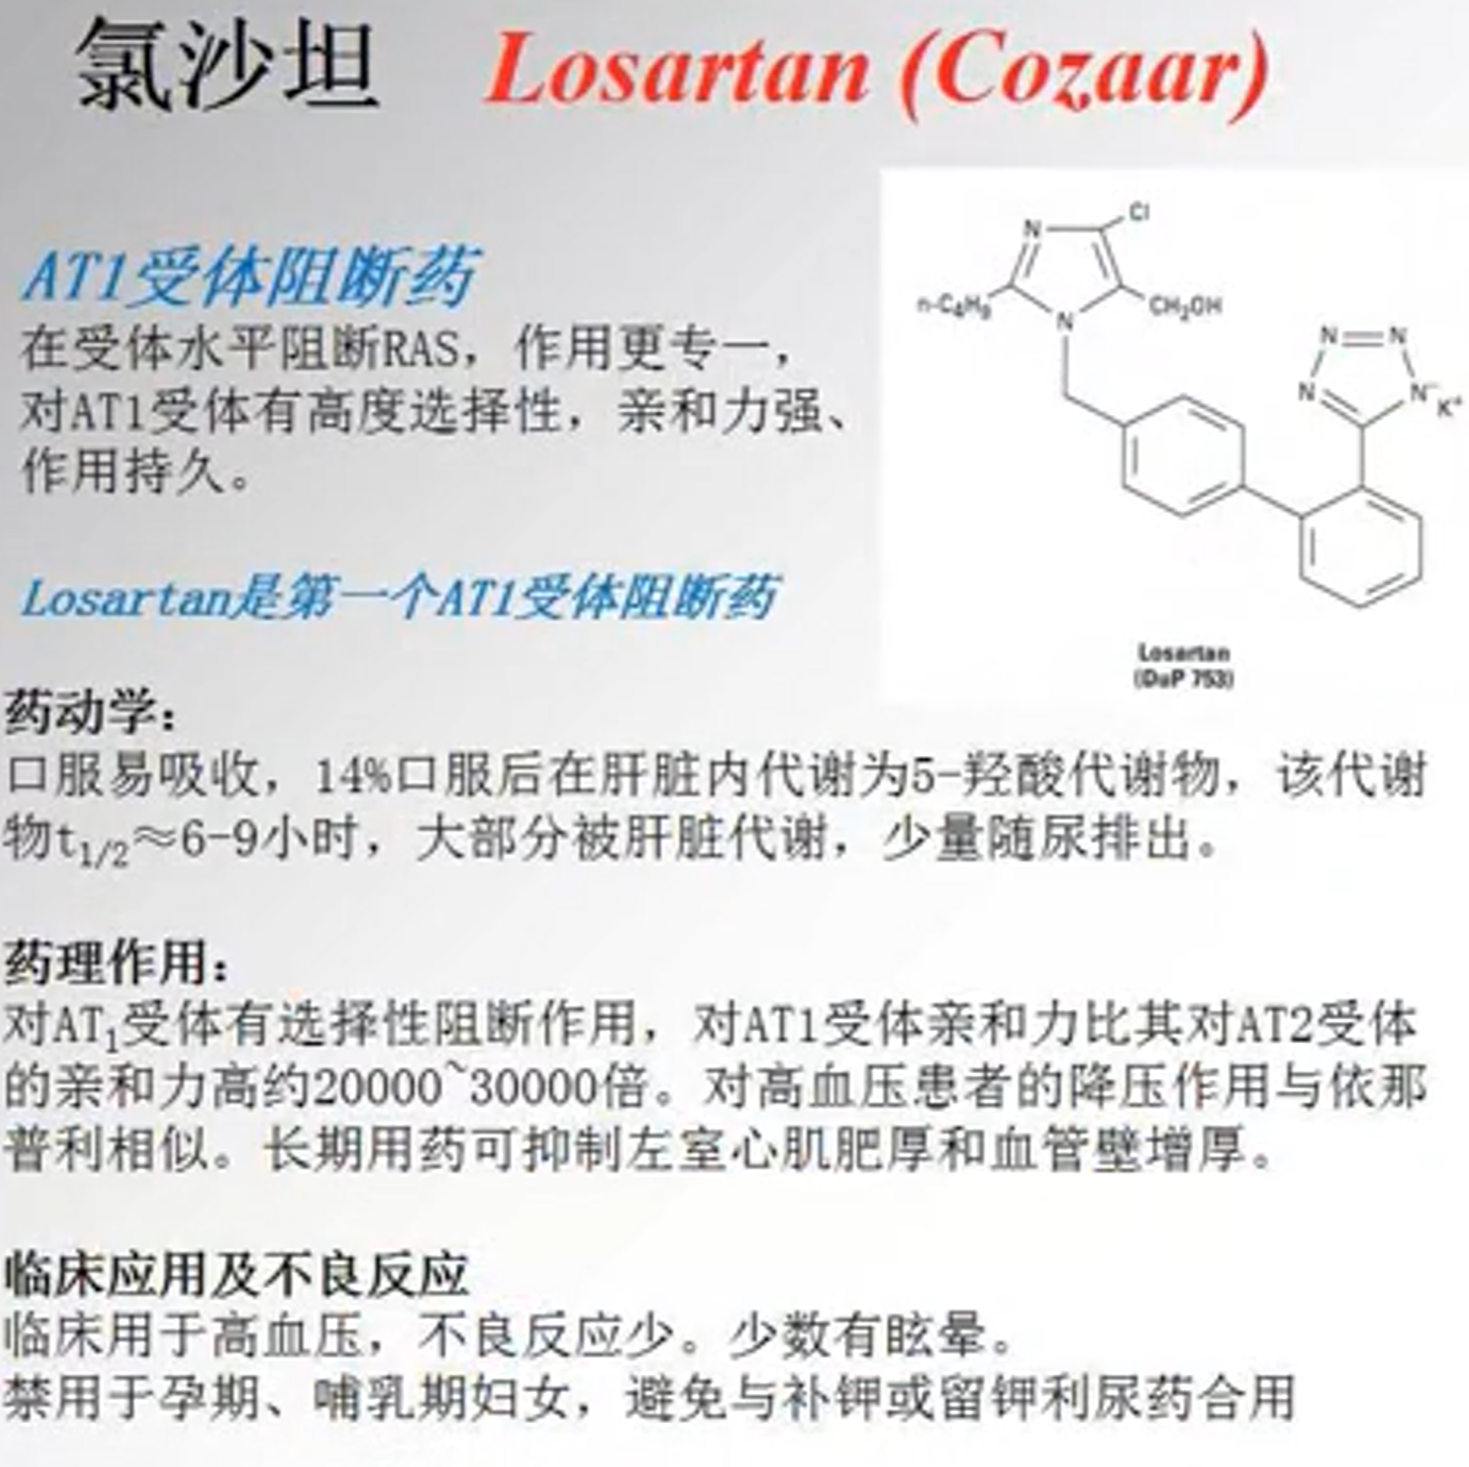 氯沙坦 Losartan (Cozaar)
AT1受体阻断药
在受体水平阻断RAS，作用更专一，
对AT1受体有高度选择性，亲和力强、
作用持久。
Losartan是第一个AT1受体阻断药
N
Cl
n-C₄H₉
N
CH₂OH
N
N
N
N⁻
K⁺
Losartan
(DuP 753)
药动学：
口服易吸收，14%口服后在肝脏内代谢为5-羟酸代谢物，该代谢
物t₁/₂≈6-9小时，大部分被肝脏代谢，少量随尿排出。
药理作用：
对AT₁受体有选择性阻断作用，对AT1受体亲和力比其对AT2受体
的亲和力高约20000~30000倍。对高血压患者的降压作用与依那
普利相似。长期用药可抑制左室心肌肥厚和血管壁增厚。
临床应用及不良反应
临床用于高血压，不良反应少。少数有眩晕。
禁用于孕期、哺乳期妇女，避免与补钾或留钾利尿药合用